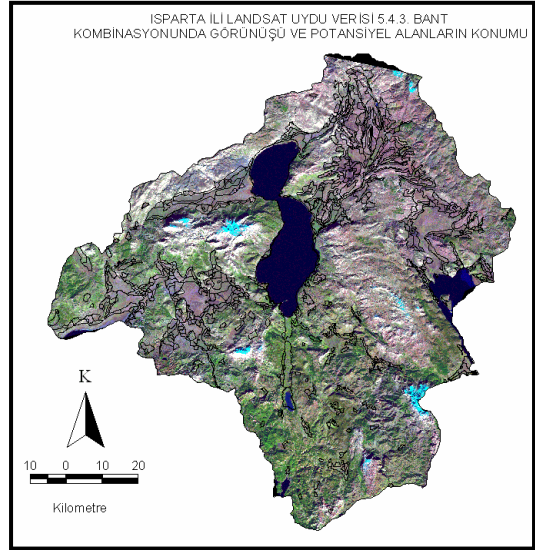 ISPARTA İLİ LANDSAT UYDU VERİSİ 5.4.3. BANT
KOMBİNASYONUNDA GÖRÜNÜŞÜ VE POTANSİYEL ALANLARIN KONUMU
K
10 0 10 20
Kilometre